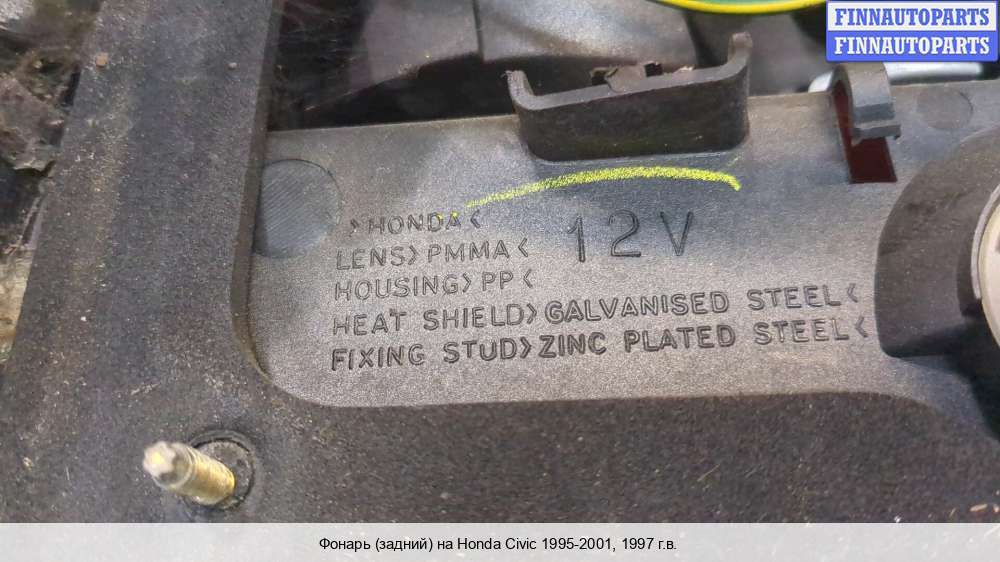 FINNAUTOPARTS
FINNAUTOPARTS
>HONDA<
12V
LENS>PMMA<
HOUSING>PP<
HEAT SHIELD>GALVANISED STEEL<
FIXING STUD>ZINC PLATED STEEL<
Фонарь (задний) на Honda Civic 1995-2001, 1997 г.в.